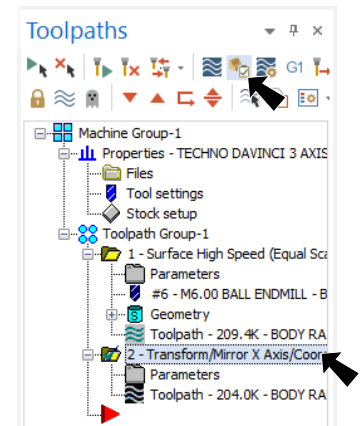 Toolpaths
G1
Machine Group-1
Properties - TECHNO DAVINCI 3 AXIS
Files
Tool settings
Stock setup
Toolpath Group-1
1 - Surface High Speed (Equal Sca
Parameters
#6 - M6.00 BALL ENDMILL - B
Geometry
Toolpath - 209.4K - BODY RA
2 - Transform/Mirror X Axis/Coor
Parameters
Toolpath - 204.0K - BODY RA